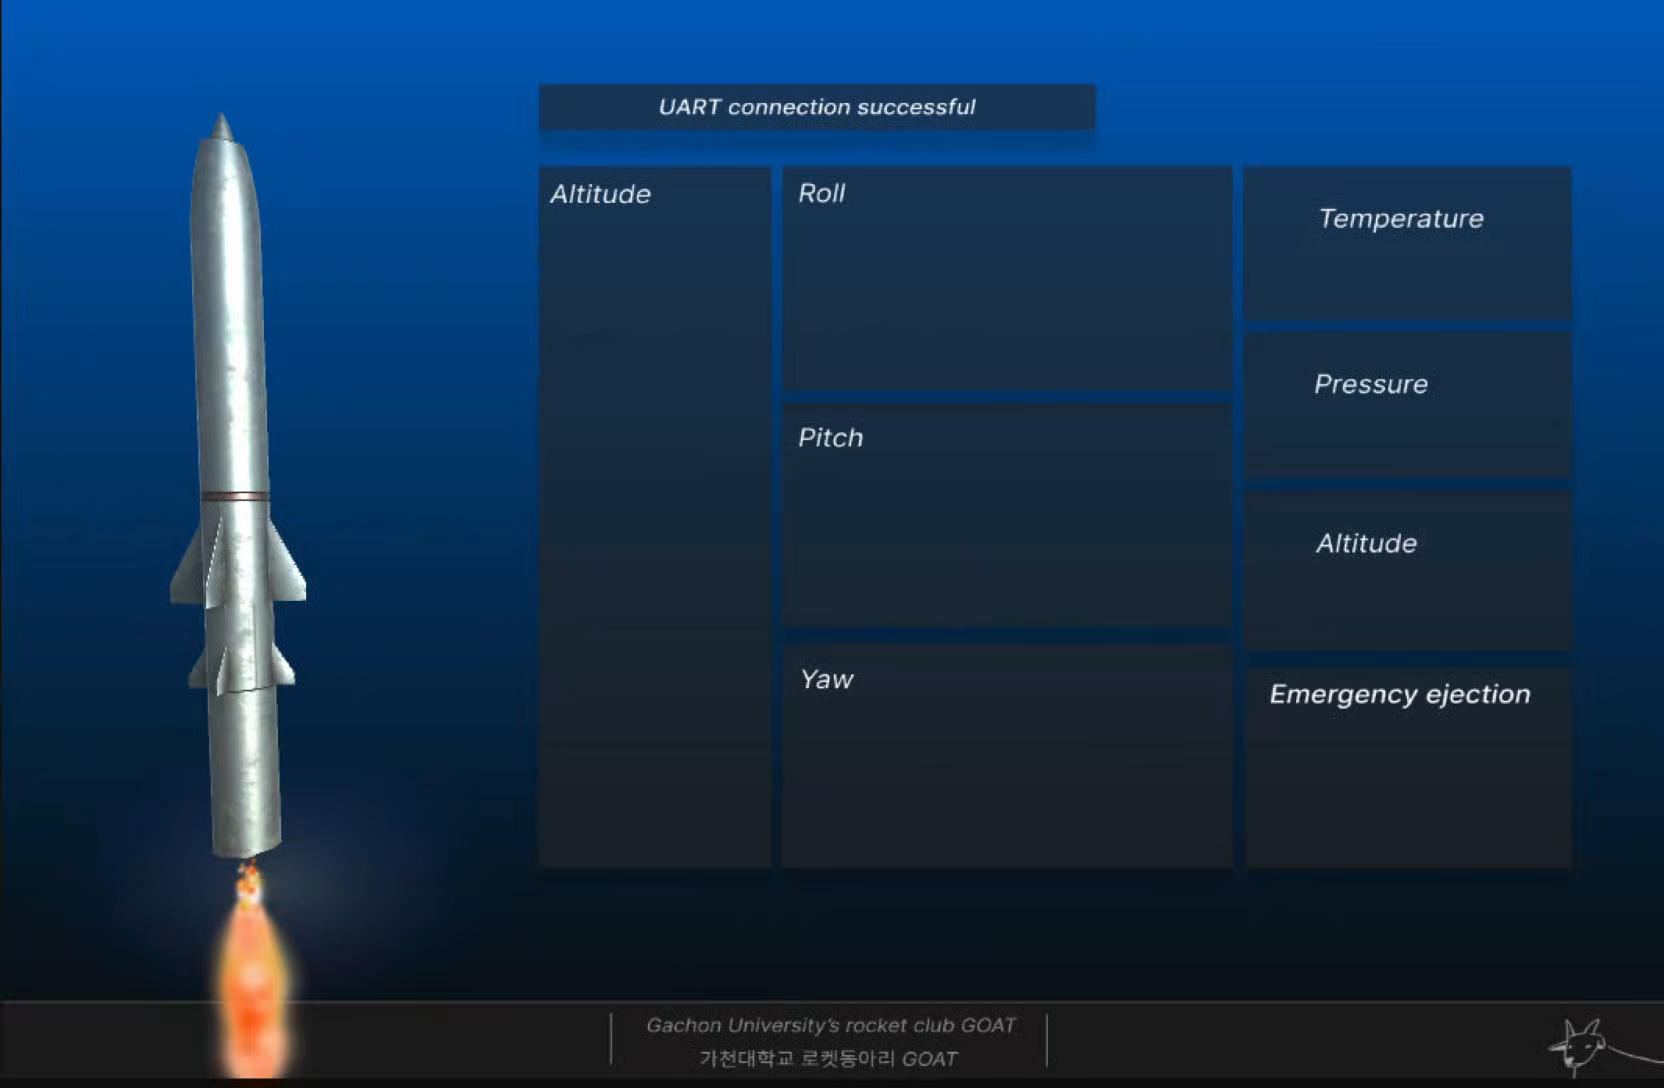 UART connection successful
Altitude
Roll
Pitch
Yaw
Temperature
Pressure
Altitude
Emergency ejection
Gachon University's rocket club GOAT
가천대학교 로켓동아리 GOAT